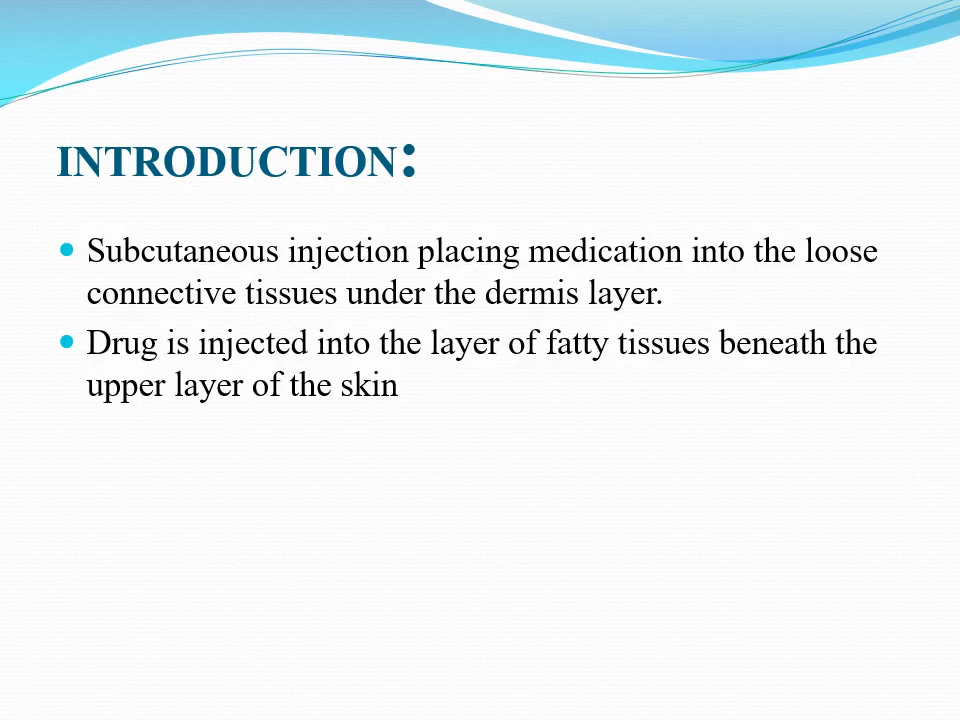 INTRODUCTION:
• Subcutaneous injection placing medication into the loose
connective tissues under the dermis layer.
• Drug is injected into the layer of fatty tissues beneath the
upper layer of the skin